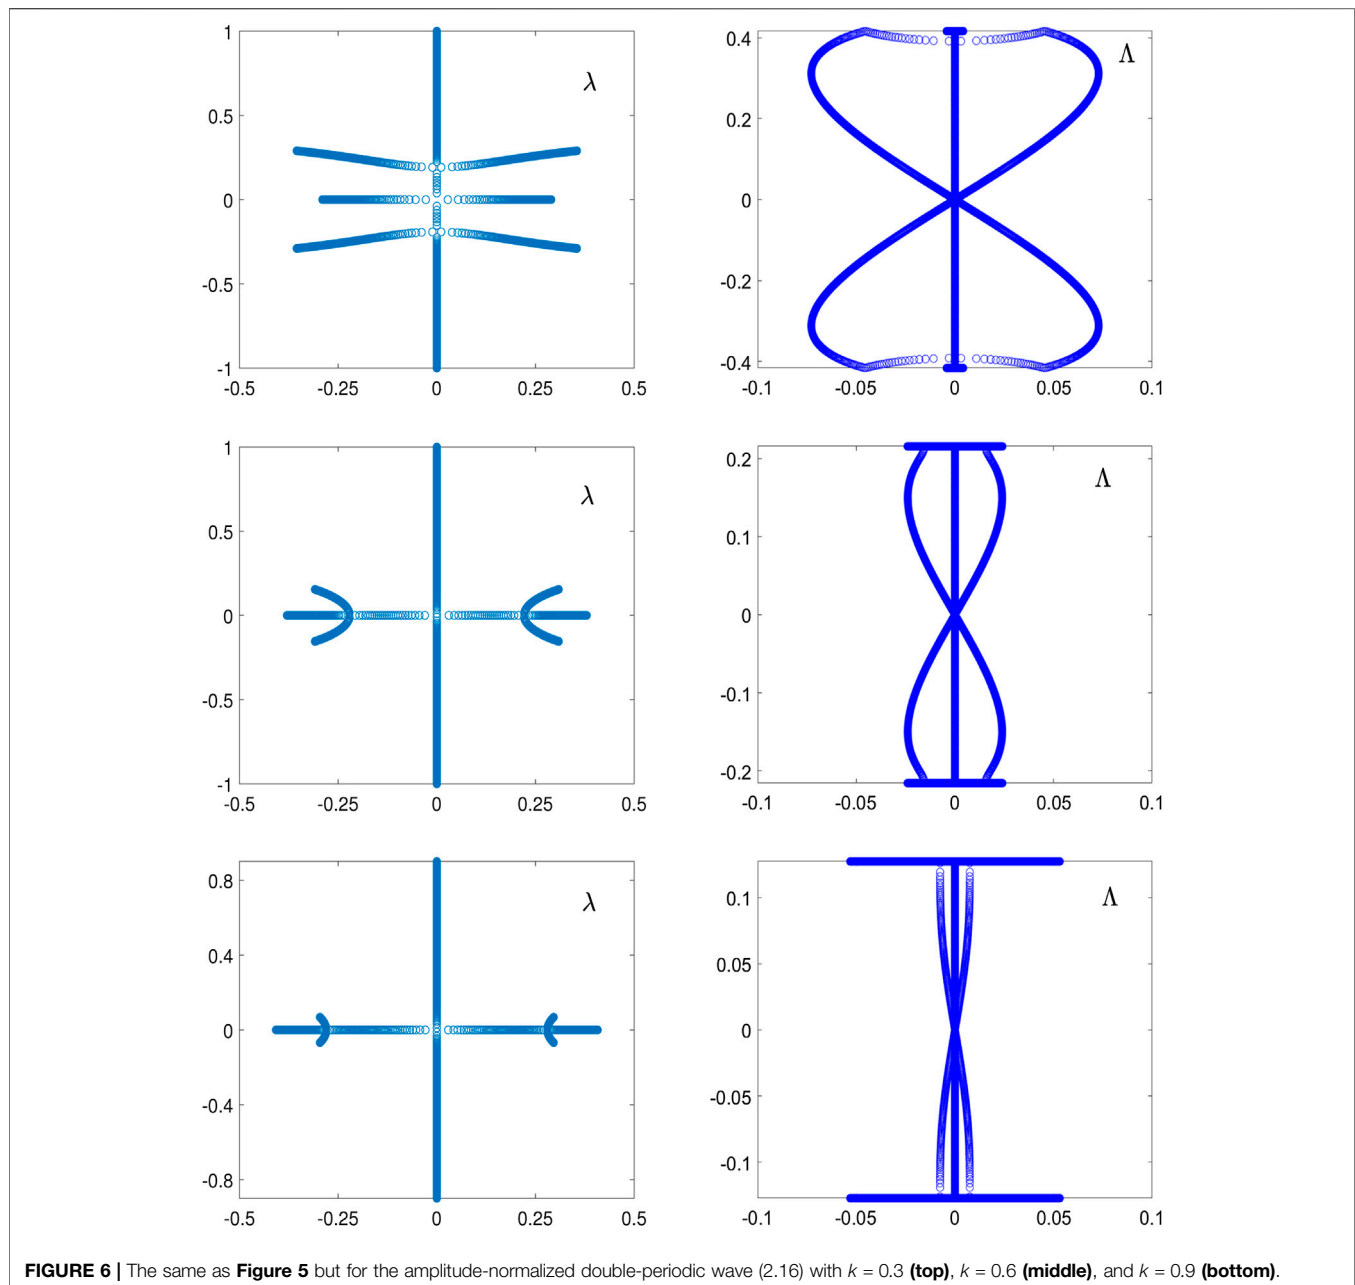 1
0.5
0
-0.5
-1
-0.5 -0.25 0 0.25 0.5
λ
0.4
0.2
0
-0.2
-0.4
-0.1 -0.05 0 0.05 0.1
Λ
1
0.5
0
-0.5
-1
-0.5 -0.25 0 0.25 0.5
λ
0.2
0.1
0
-0.1
-0.2
-0.1 -0.05 0 0.05 0.1
Λ
0.8
0.4
0
-0.4
-0.8
-0.5 -0.25 0 0.25 0.5
λ
0.1
0.05
0
-0.05
-0.1
-0.1 -0.05 0 0.05 0.1
Λ
FIGURE 6 | The same as Figure 5 but for the amplitude-normalized double-periodic wave (2.16) with k = 0.3 (top), k = 0.6 (middle), and k = 0.9 (bottom).